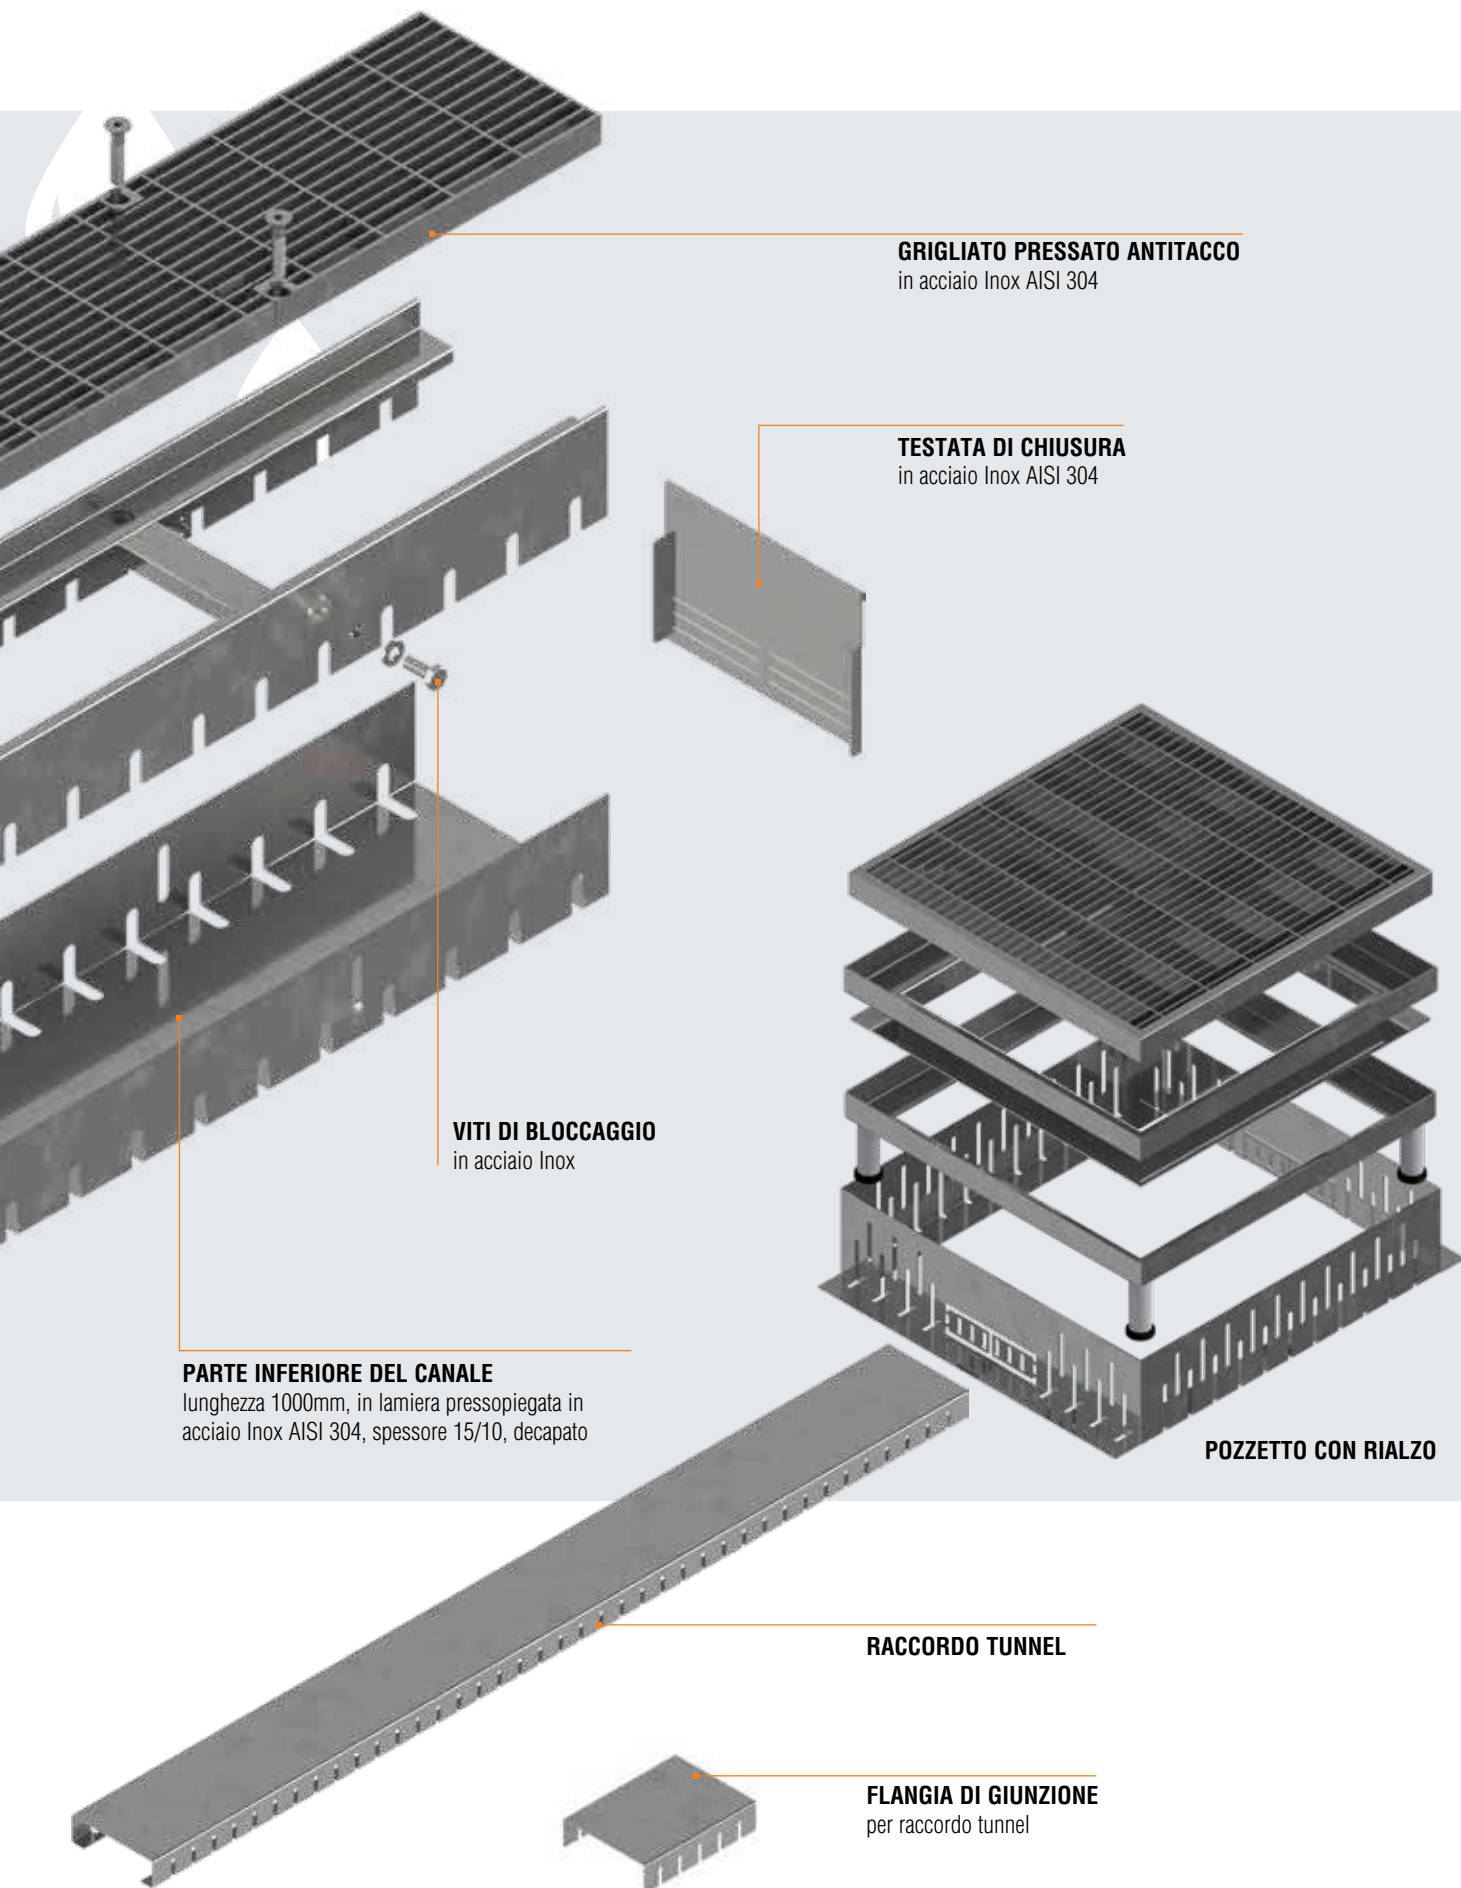 GRIGLIATO PRESSATO ANTITACCO
in acciaio Inox AISI 304
TESTATA DI CHIUSURA
in acciaio Inox AISI 304
VITI DI BLOCCAGGIO
in acciaio Inox
PARTE INFERIORE DEL CANALE
lunghezza 1000mm, in lamiera pressopiegata in
acciaio Inox AISI 304, spessore 15/10, decapato
POZZETTO CON RIALZO
RACCORDO TUNNEL
FLANGIA DI GIUNZIONE
per raccordo tunnel